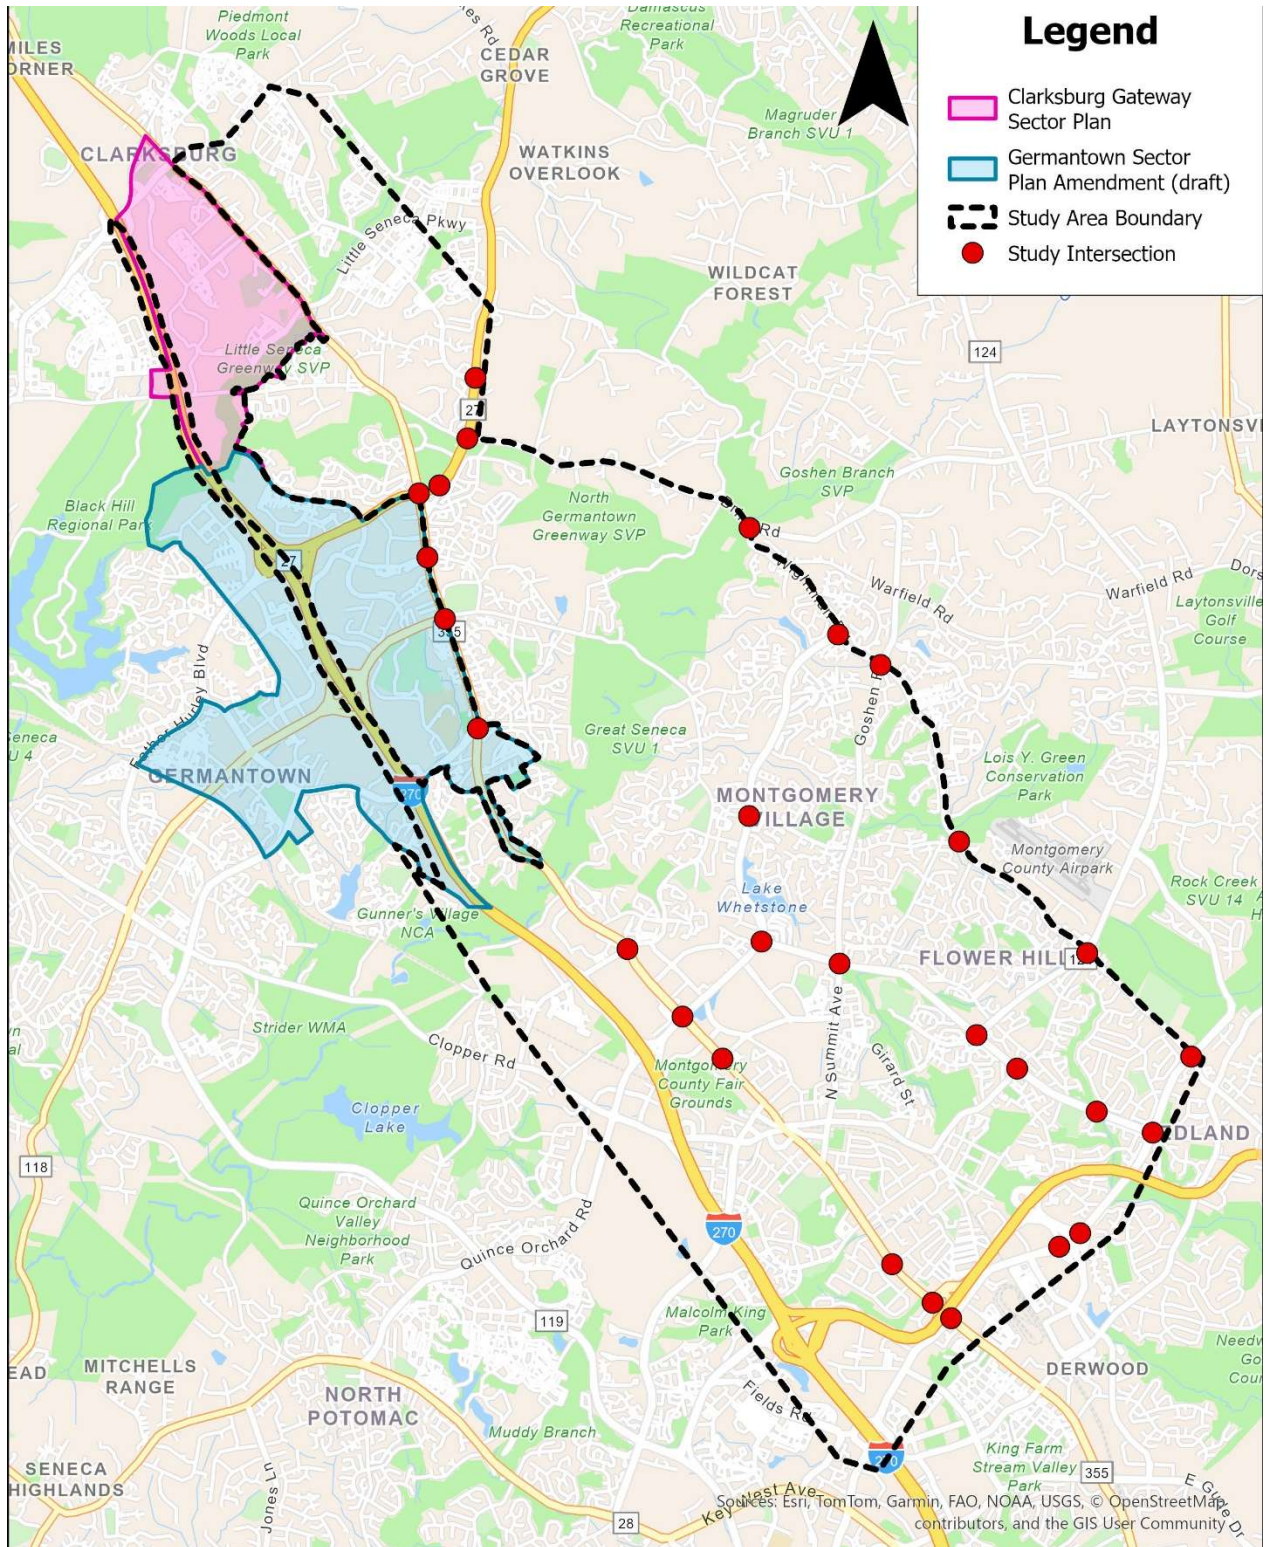 Legend
Clarksburg Gateway
Sector Plan
Germantown Sector
Plan Amendment (draft)
Study Area Boundary
Study Intersection
Piedmont
Woods Local
Park
Recreational
Park
CEDAR
GROVE
Magruder
Branch SVU 1
CLARKSBURG
WATKINS
OVERLOOK
Little Seneca Pkwy
WILDCAT
FOREST
Little Seneca
Greenway SVP
124
27
LAYTONSVI
Goshen Branch
SVP
Black Hill
Regional Park
North
Germantown
Greenway SVP
Rd
27
Warfield Rd
Warfield Rd
Laytonsville
Golf
Course
Father Hurley Blvd
Goshen
Great Seneca
SVU 1
Lois Y. Green
Conservation
Park
GERMANTOWN
270
MONTGOMERY
VILLAGE
Montgomery
County Airpark
Lake
Whetstone
Rock Creek
SVU 14
Gunner's Village
NCA
FLOWER HILL
Strider WMA
Clopper Rd
N Summit Ave
Girard St
Montgomery
County Fair
Grounds
Clopper
Lake
DLAND
118
Quince Orchard
Valley
Neighborhood
Park
Quince Orchard Rd
270
119
Malcolm King
Park
MITCHELLS
RANGE
DERWOOD
NORTH
POTOMAC
Fields Rd
Muddy Branch
SENECA
HIGHLANDS
Jones Ln
King Farm
Stream Valley
Park
355
E Gude Dr
Key West Ave
28
Sources: Esri, TomTom, Garmin, FAO, NOAA, USGS, © OpenStreetMap
contributors, and the GIS User Community